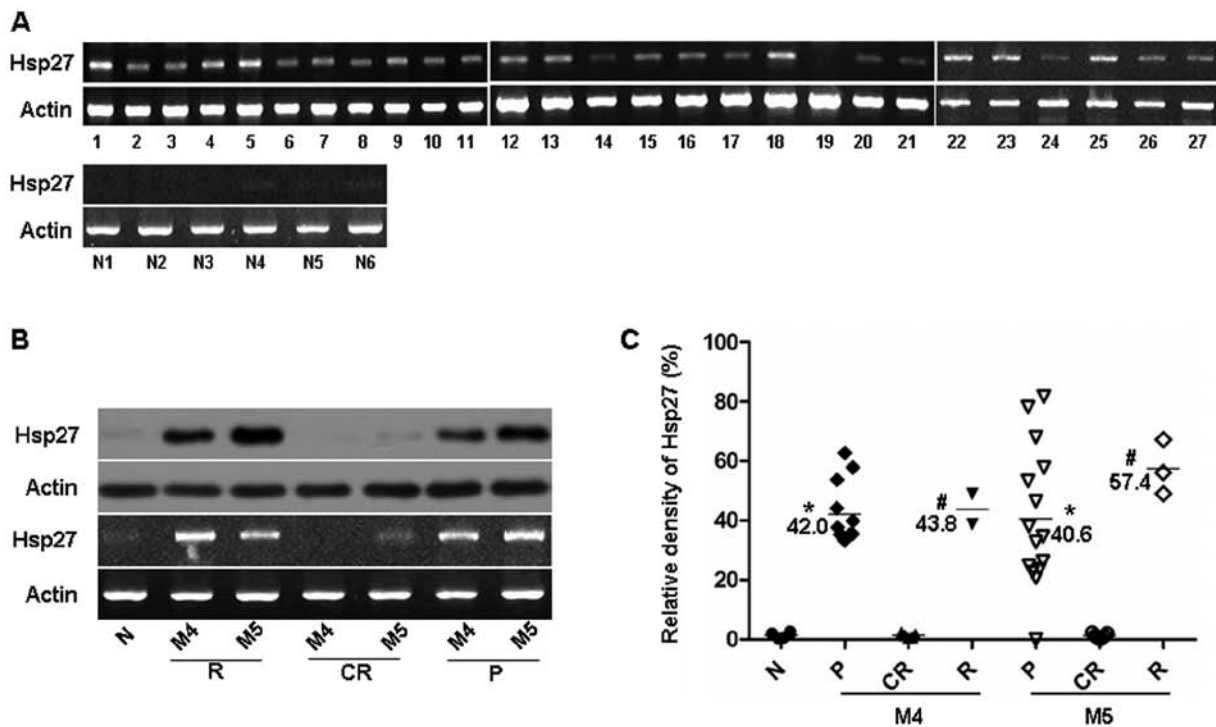 A
Hsp27
Actin
1 2 3 4 5 6 7 8 9 10 11 12 13 14 15 16 17 18 19 20 21 22 23 24 25 26 27
Hsp27
Actin
N1 N2 N3 N4 N5 N6
B
Hsp27
Actin
Hsp27
Actin
N M4 M5 M4 M5 M4 M5
R CR P
C
Relative density of Hsp27 (%)
100
80
60
40
20
0
*
42.0
#
43.8
*
40.6
#
57.4
N P CR R P CR R
M4 M5